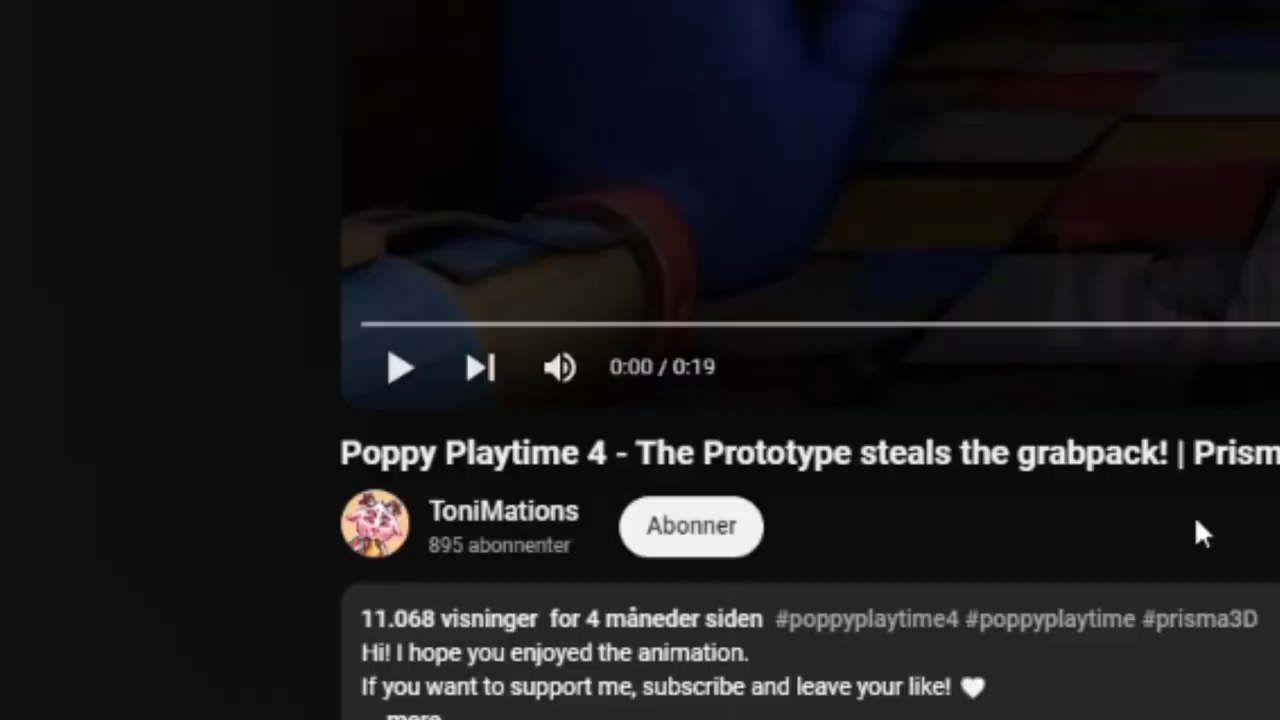 0:00 / 0:19
Poppy Playtime 4 - The Prototype steals the grabpack! | Prism
ToniMations
Abonner
895 abonnenter
11.068 visninger for 4 måneder siden #poppyplaytime4 #poppyplaytime #prisma3D
Hi! I hope you enjoyed the animation.
If you want to support me, subscribe and leave your like! 🤍
...mere